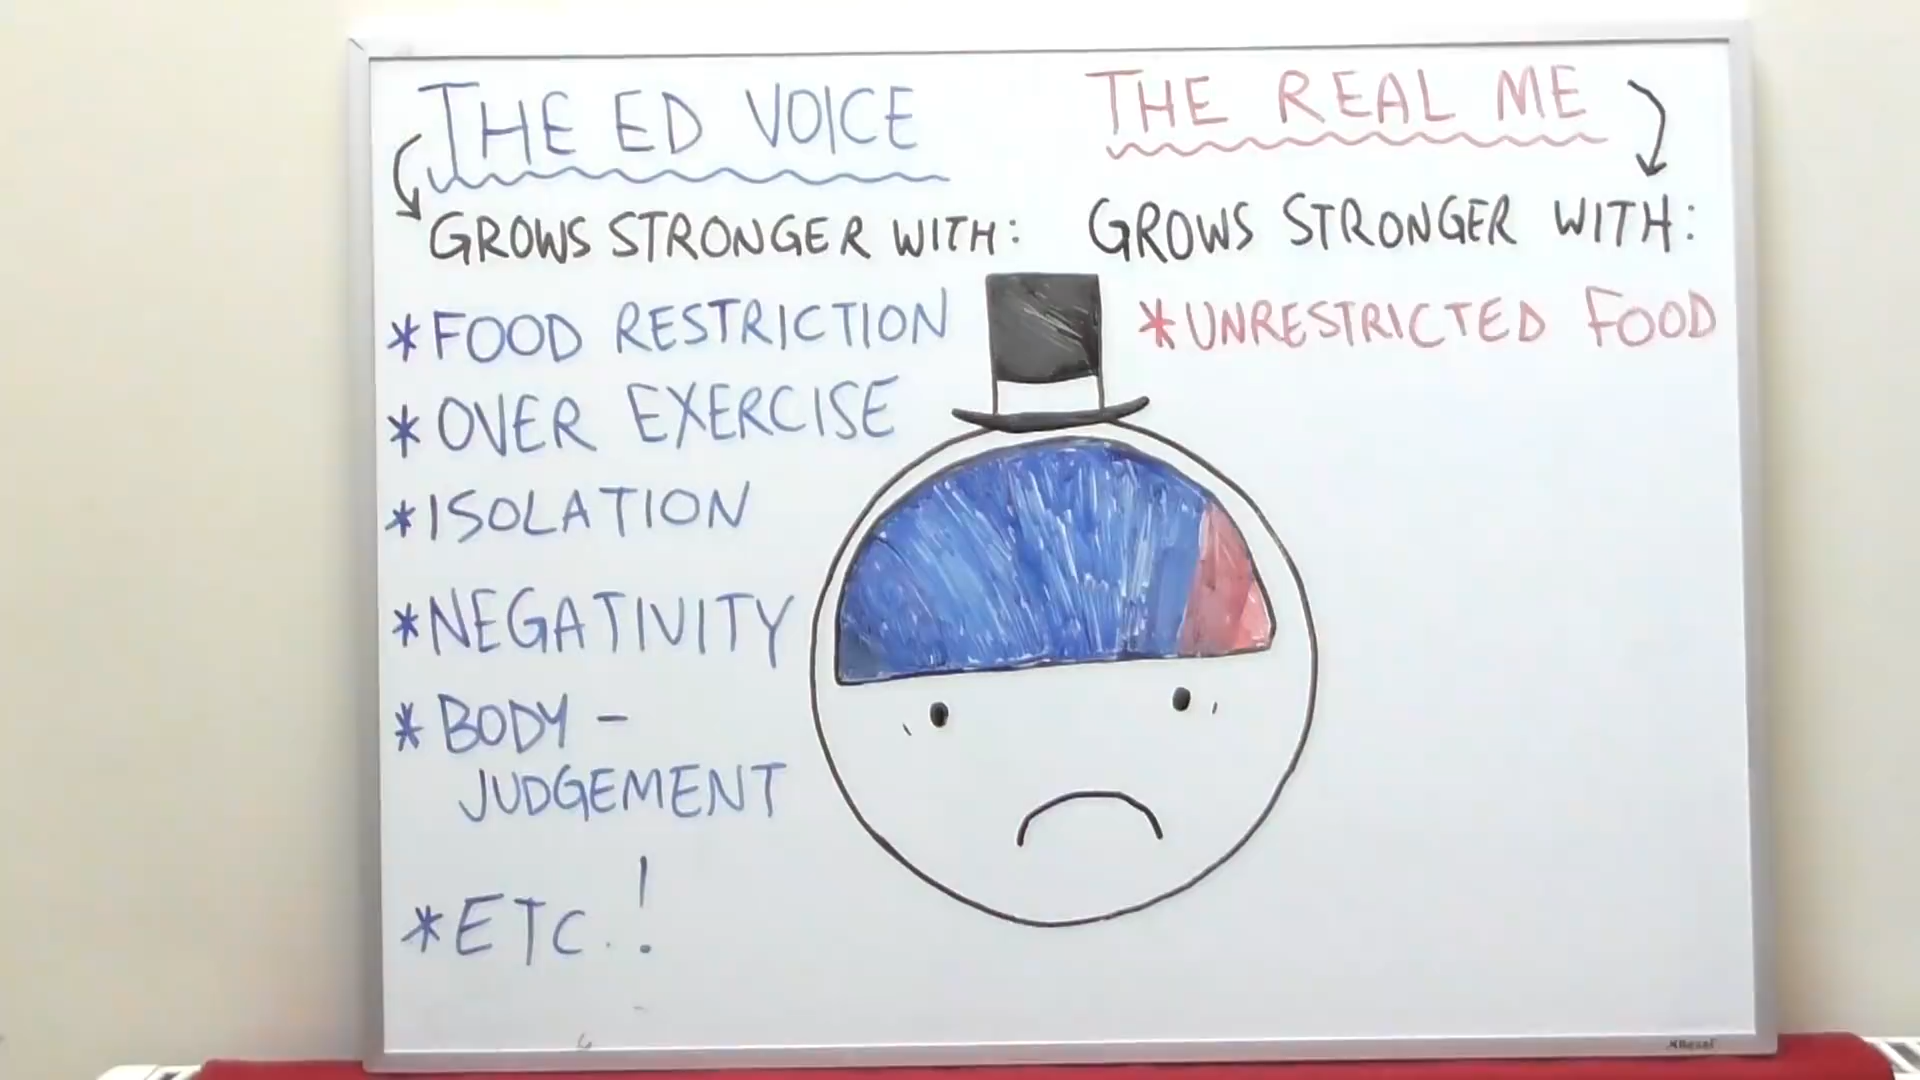 THE ED VOICE
GROWS STRONGER WITH:
*FOOD RESTRICTION
*OVER EXERCISE
*ISOLATION
*NEGATIVITY
*BODY-
JUDGEMENT
*ETC.!
THE REAL ME
GROWS STRONGER WITH:
*UNRESTRICTED FOOD